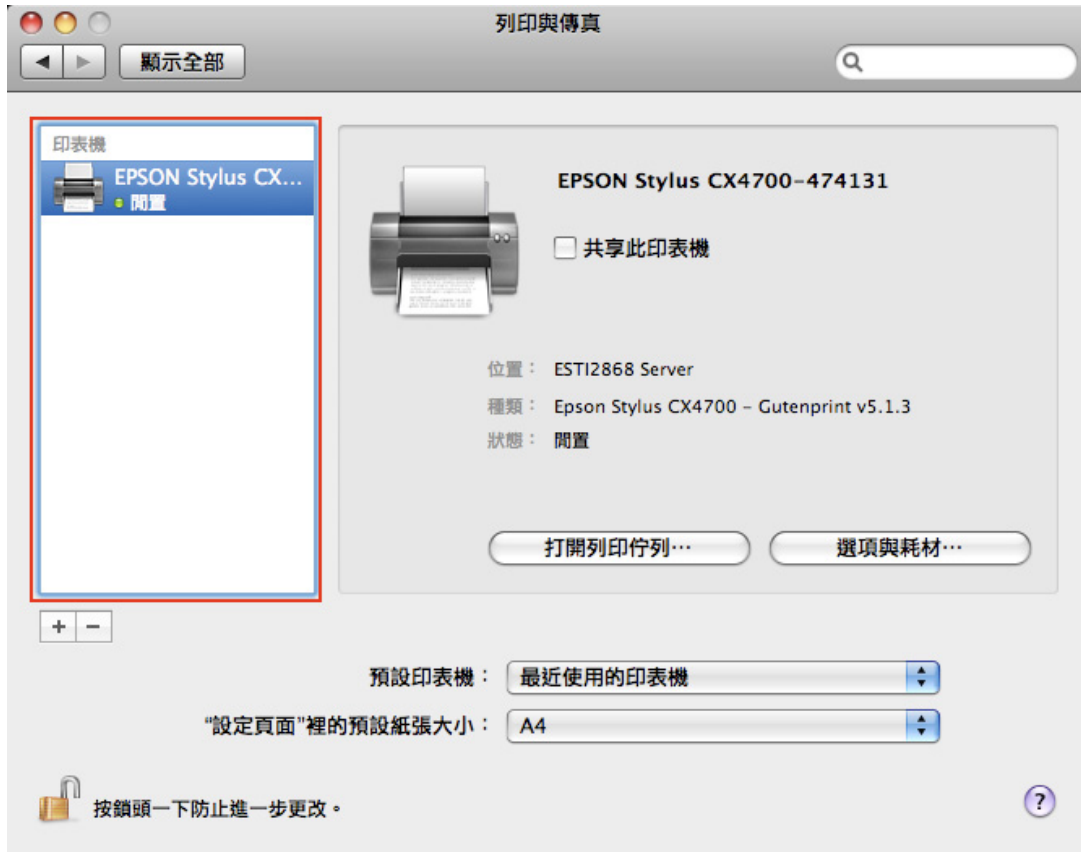 列印與傳真
顯示全部
印表機
EPSON Stylus CX...
閒置
EPSON Stylus CX4700-474131
共享此印表機
位置： ESTI2868 Server
種類： Epson Stylus CX4700 – Gutenprint v5.1.3
狀態： 閒置
打開列印佇列⋯ 選項與耗材⋯
+ −
預設印表機： 最近使用的印表機
“設定頁面”裡的預設紙張大小： A4
按鎖頭一下防止進一步更改。 ?